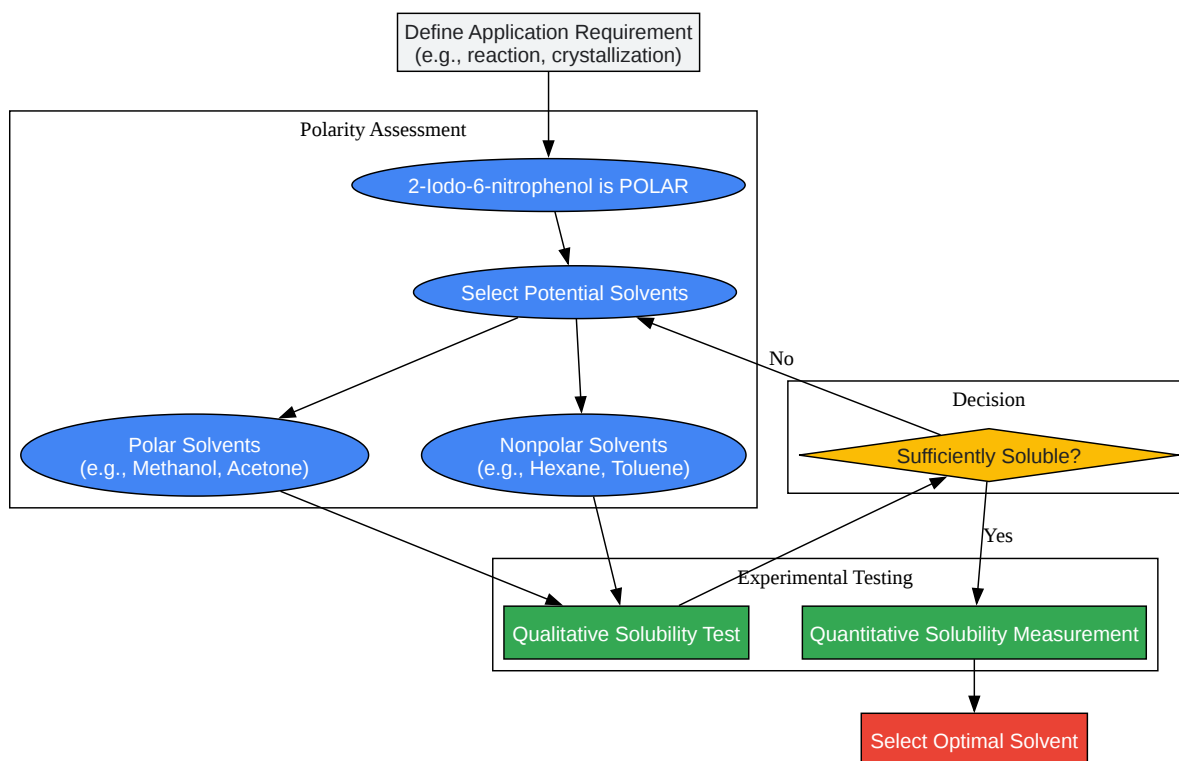 Define Application Requirement
(e.g., reaction, crystallization)
Polarity Assessment
2-Iodo-6-nitrophenol is POLAR
Select Potential Solvents
No
Decision
Polar Solvents
(e.g., Methanol, Acetone)
Nonpolar Solvents
(e.g., Hexane, Toluene)
Sufficiently Soluble?
Yes
Experimental Testing
Qualitative Solubility Test
Quantitative Solubility Measurement
Select Optimal Solvent